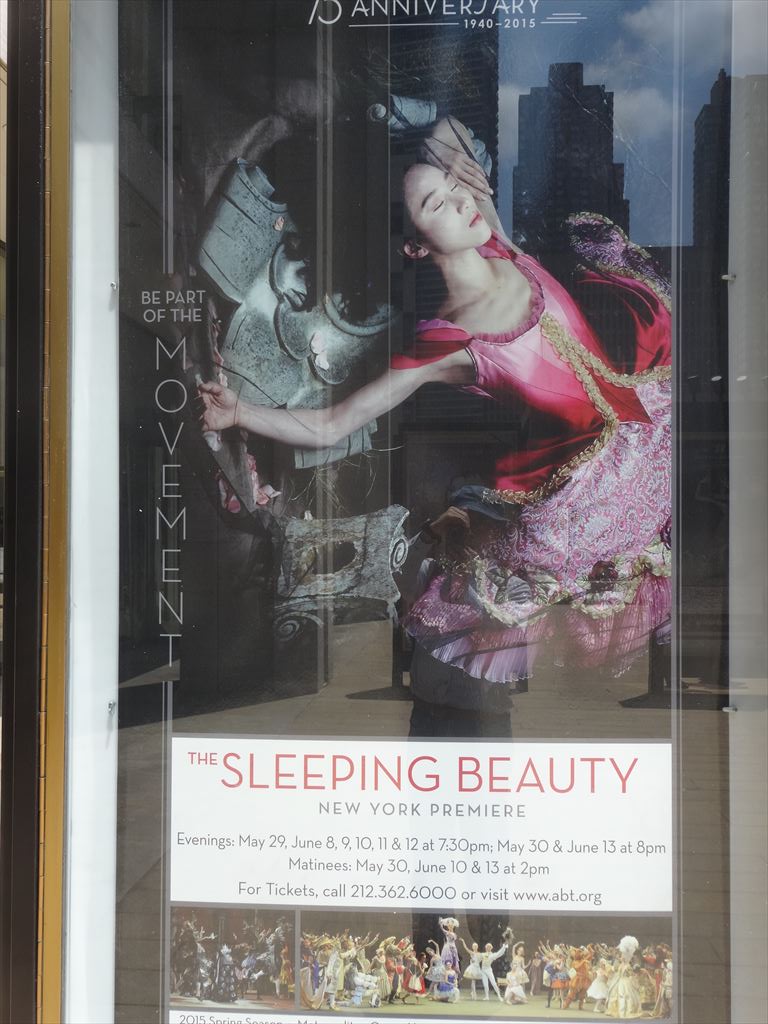 75 ANNIVERSARY
1940–2015
BE PART
OF THE
MOVEMENT
THE SLEEPING BEAUTY
NEW YORK PREMIERE
Evenings: May 29, June 8, 9, 10, 11 & 12 at 7:30pm; May 30 & June 13 at 8pm
Matinees: May 30, June 10 & 13 at 2pm
For Tickets, call 212.362.6000 or visit www.abt.org
2015 Spring Season